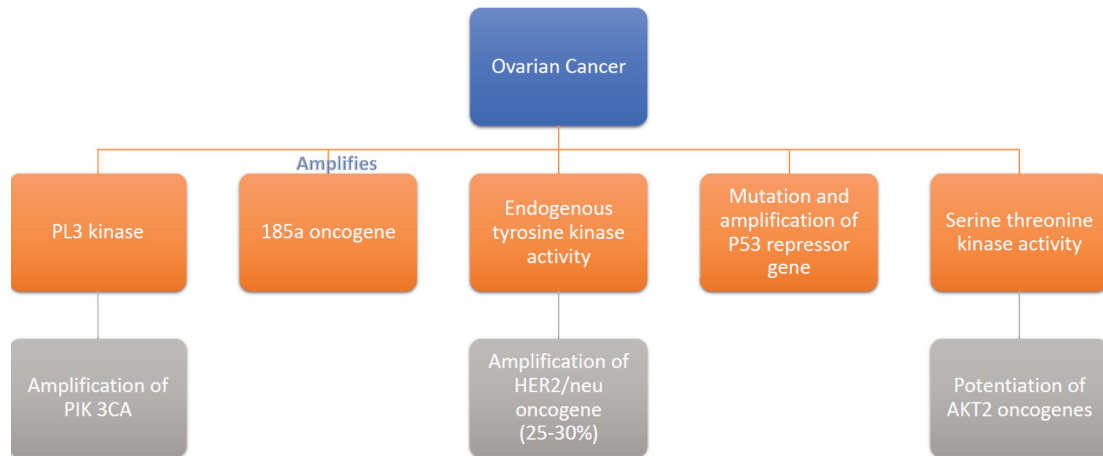 Ovarian Cancer
Amplifies
PL3 kinase
185a oncogene
Endogenous
tyrosine kinase
activity
Mutation and
amplification of
P53 repressor
gene
Serine threonine
kinase activity
Amplification of
PIK 3CA
Amplification of
HER2/neu
oncogene
(25-30%)
Potentiation of
AKT2 oncogenes